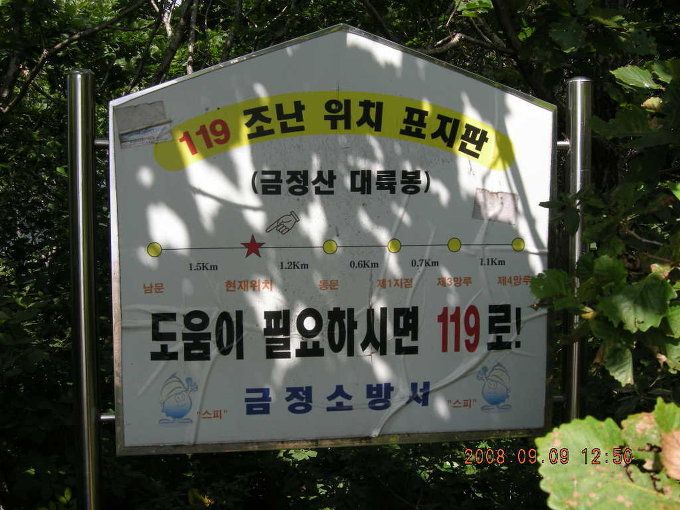 119 조난 위치 표지판
(금정산 대륙봉)
1.5Km 1.2Km 0.6Km 0.7Km 1.1Km
남문 현재위치 동문 제1지점 제3망루 제4망루
도움이 필요하시면 119로!
금정소방서
"스피" "스피"
2008 09.09 12:50